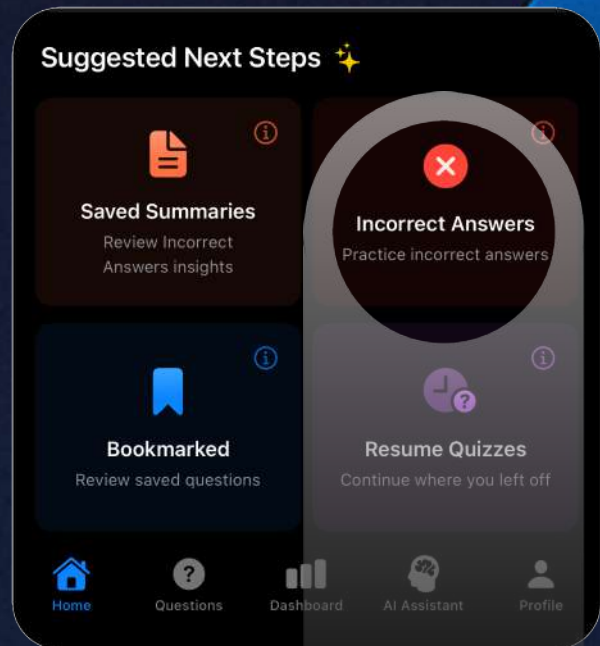 Suggested Next Steps
Saved Summaries
Review Incorrect
Answers insights
Incorrect Answers
Practice incorrect answers
Bookmarked
Review saved questions
Resume Quizzes
Continue where you left off
Home
Questions
Dashboard
AI Assistant
Profile